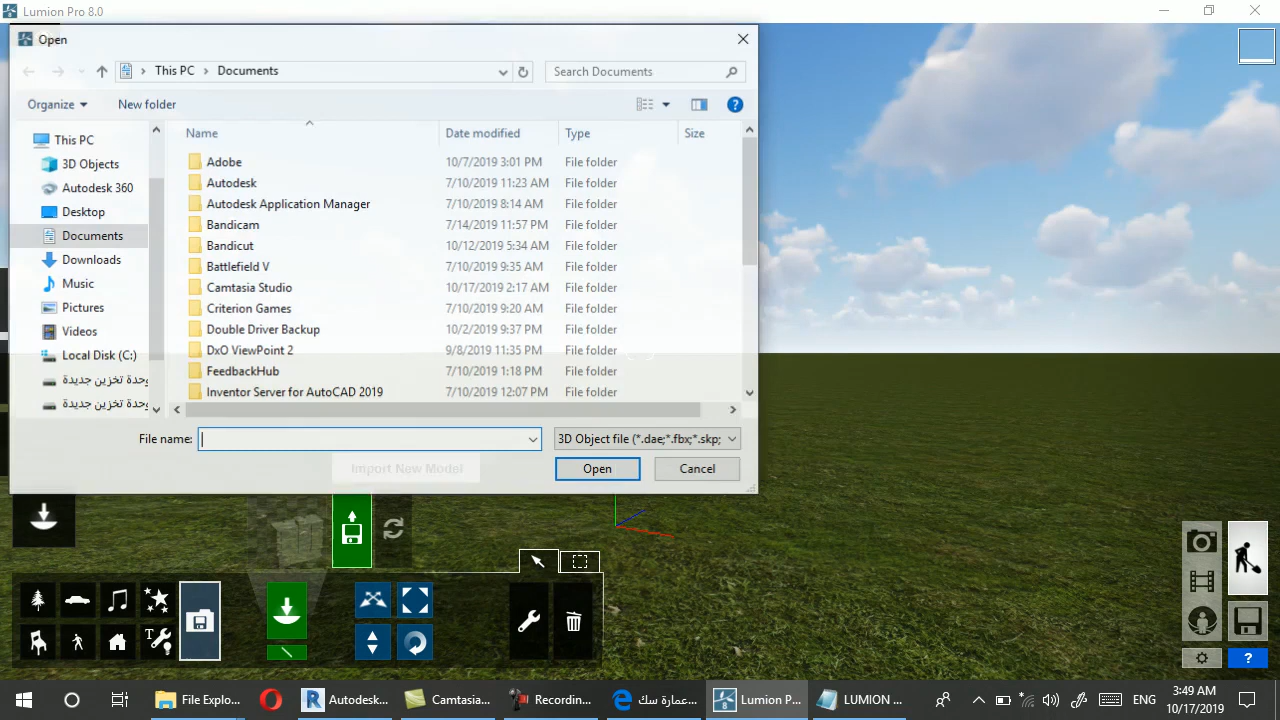 Lumion Pro 8.0
Open
This PC
Documents
Search Documents
Organize
New folder
Name
Date modified
Type
Size
This PC
3D Objects
Autodesk 360
Desktop
Documents
Downloads
Music
Pictures
Videos
Local Disk (C:)
وحدة تخزين جديدة
وحدة تخزين جديدة
Adobe 10/7/2019 3:01 PM File folder
Autodesk 7/10/2019 11:23 AM File folder
Autodesk Application Manager 7/10/2019 8:14 AM File folder
Bandicam 7/14/2019 11:57 PM File folder
Bandicut 10/12/2019 5:34 AM File folder
Battlefield V 7/10/2019 9:35 AM File folder
Camtasia Studio 10/17/2019 2:17 AM File folder
Criterion Games 7/10/2019 9:20 AM File folder
Double Driver Backup 10/2/2019 9:37 PM File folder
DxO ViewPoint 2 9/8/2019 11:35 PM File folder
FeedbackHub 7/10/2019 1:18 PM File folder
Inventor Server for AutoCAD 2019 7/10/2019 12:07 PM File folder
File name:
3D Object file (*.dae;*.fbx;*.skp;
Import New Model
Open
Cancel
T
?
File Explo...
Autodesk...
Camtasia...
Recordin...
عمارة سك...
Lumion P...
LUMION ...
ENG
3:49 AM
10/17/2019